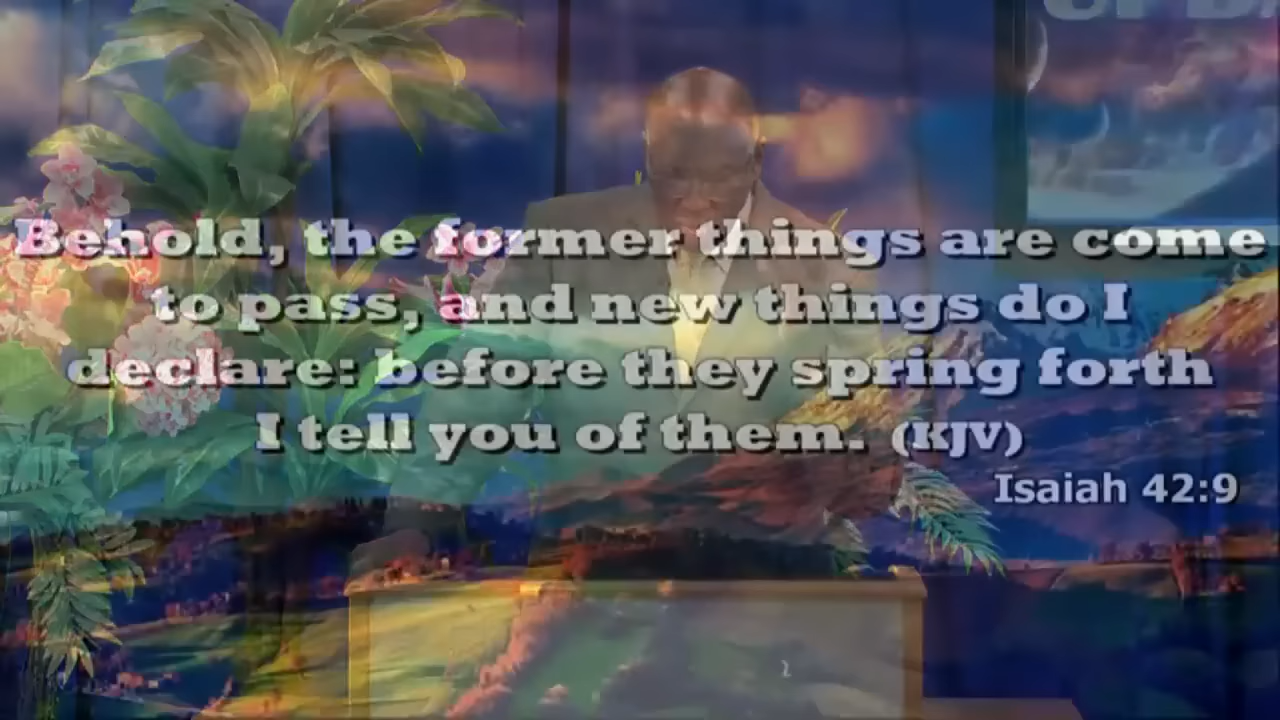 Behold, the former things are come
to pass, and new things do I
declare: before they spring forth
I tell you of them. (KJV)
Isaiah 42:9